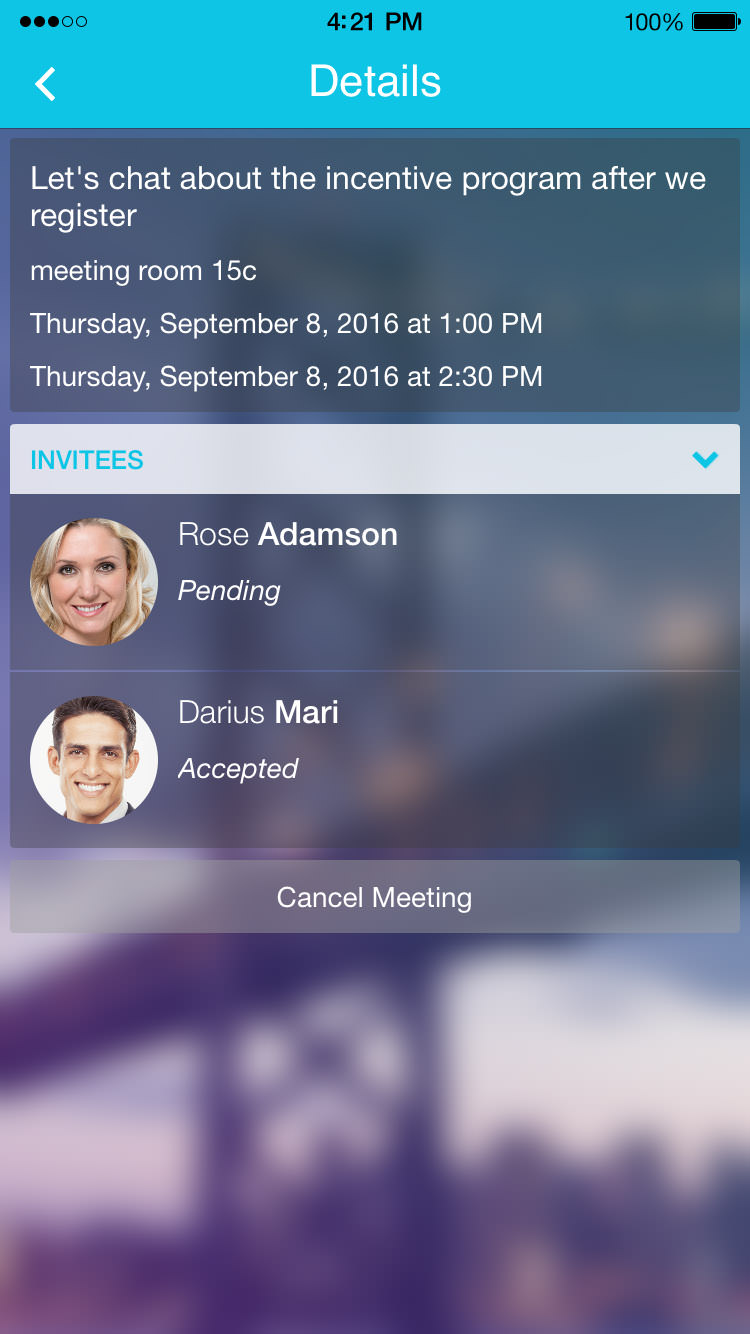 4:21 PM 100%
Details
Let's chat about the incentive program after we
register
meeting room 15c
Thursday, September 8, 2016 at 1:00 PM
Thursday, September 8, 2016 at 2:30 PM
INVITEES
Rose Adamson
Pending
Darius Mari
Accepted
Cancel Meeting